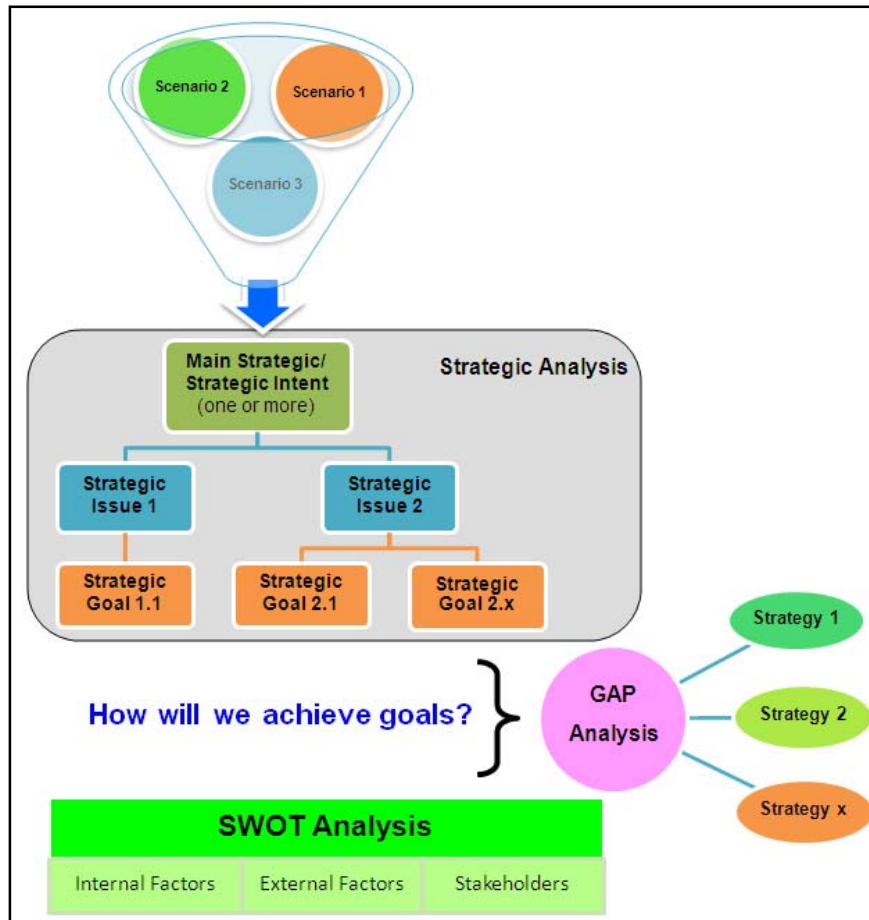 Scenario 2
Scenario 1
Scenario 3
Main Strategic/
Strategic Intent
(one or more)
Strategic Analysis
Strategic
Issue 1
Strategic
Issue 2
Strategic
Goal 1.1
Strategic
Goal 2.1
Strategic
Goal 2.x
How will we achieve goals?
GAP
Analysis
Strategy 1
Strategy 2
Strategy x
SWOT Analysis
Internal Factors
External Factors
Stakeholders